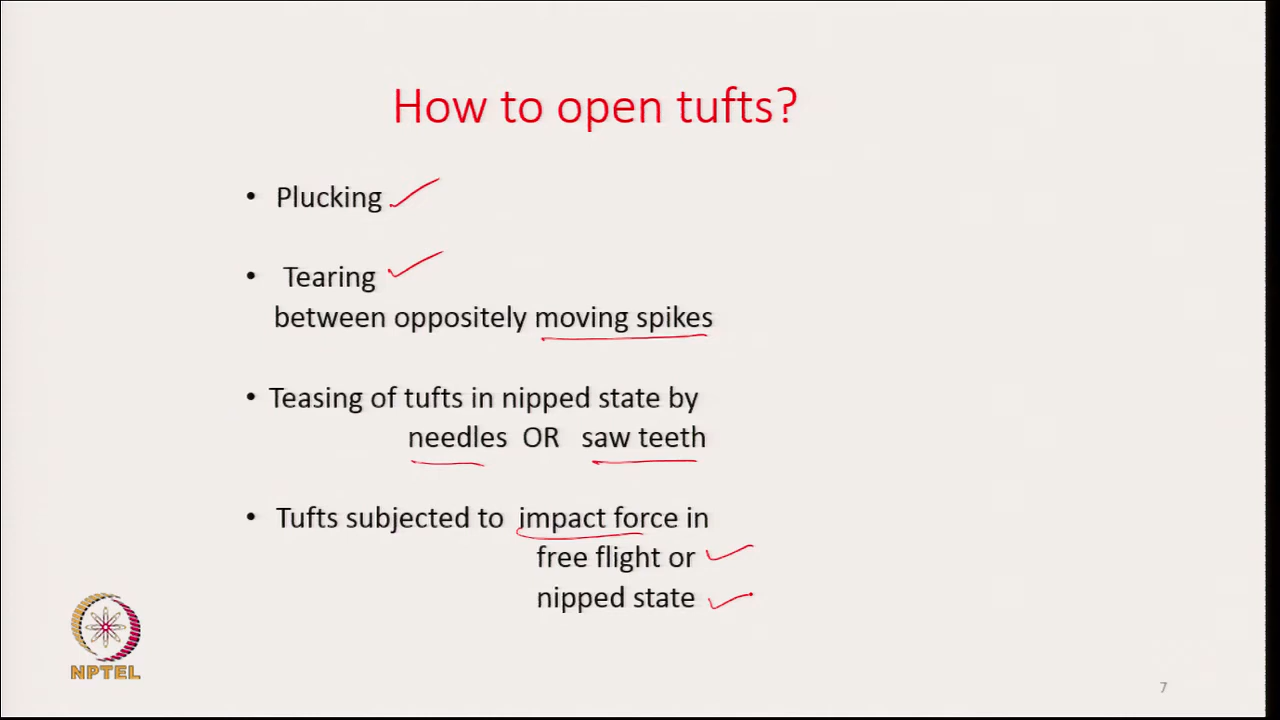 How to open tufts?
• Plucking
• Tearing
between oppositely moving spikes
• Teasing of tufts in nipped state by
needles OR saw teeth
• Tufts subjected to impact force in
free flight or
nipped state
NPTEL
7